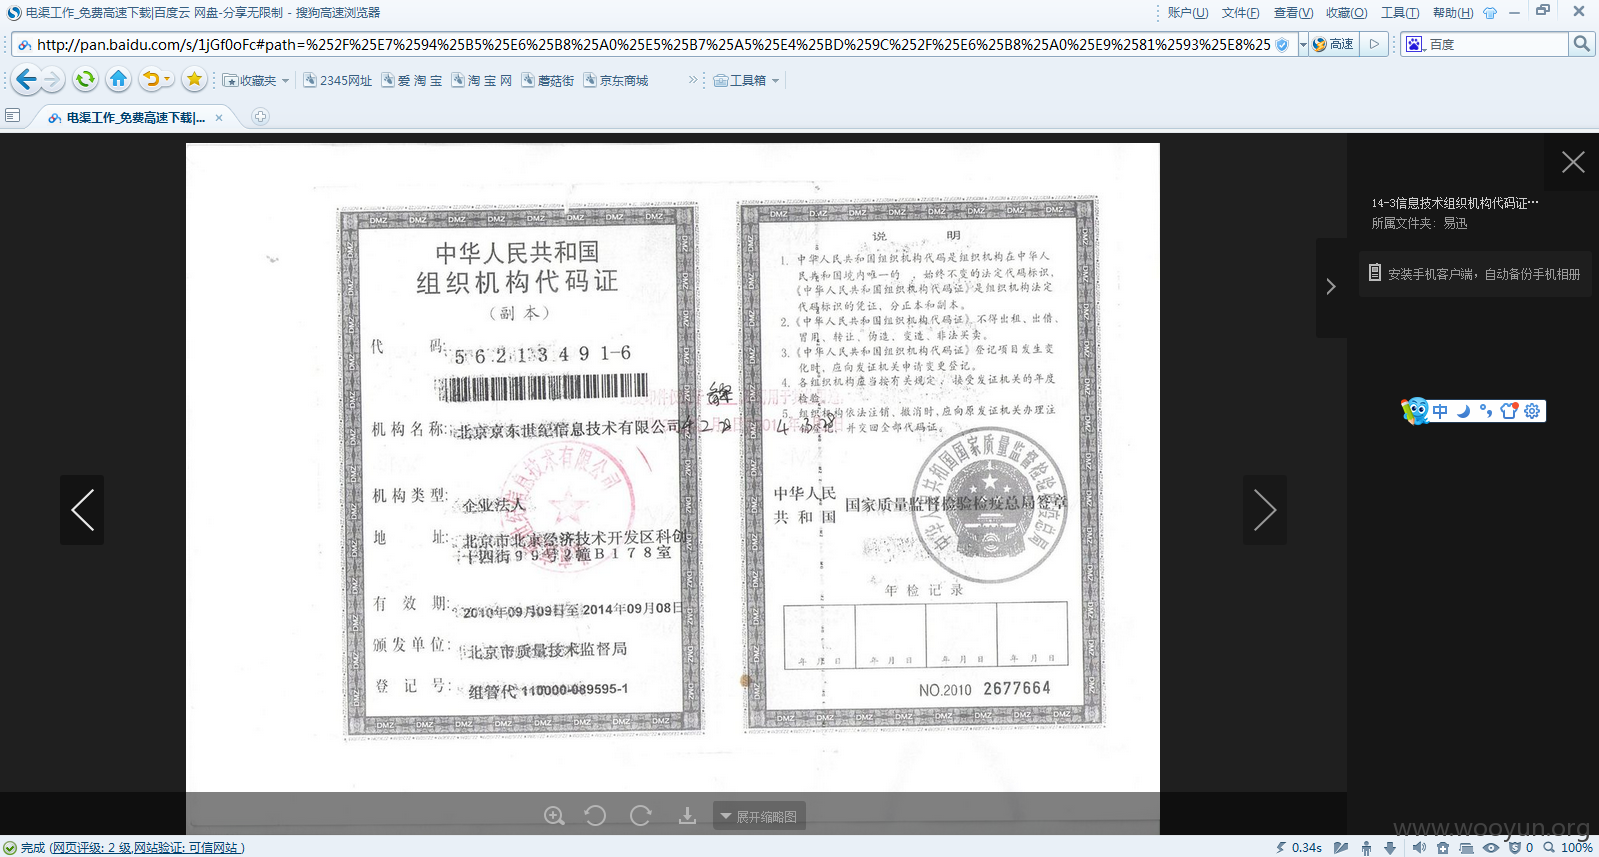 电渠工作_免费高速下载|百度云 网盘-分享无限制 - 搜狗高速浏览器
账户(U) 文件(F) 查看(V) 收藏(O) 工具(T) 帮助(H)
http://pan.baidu.com/s/1jGf0oFc#path=%252F%25E7%2594%25B5%25E6%25B8%25A0%25E5%25B7%25A5%25E4%25BD%259C%252F%25E6%25B8%25A0%25E9%2581%2593%25E8%25
高速
百度
收藏夹 2345网址 爱 淘 宝 淘 宝 网 蘑菇街 京东商城 » 工具箱
电渠工作_免费高速下载|...
14-3信息技术组织机构代码证…
所属文件夹: 易迅
安装手机客户端，自动备份手机相册
中
中华人民共和国
组织机构代码证
（副 本）
代 码: 5 6 2 1 3 4 9 1-6
机构名称: 北京京东世纪信息技术有限公司
机构类型: 企业法人
地 址: 北京市北京经济技术开发区科创
十四街99号2幢B178室
有 效 期: 2010年09月09日至2014年09月08日
颁发单位: 北京市质量技术监督局
登 记 号: 组管代 110000-089595-1
说 明
1. 中华人民共和国组织机构代码是组织机构在中华人
民共和国境内唯一的、始终不变的法定代码标识，
《中华人民共和国组织机构代码证》是组织机构法定
代码标识的凭证，分正本和副本。
2. 《中华人民共和国组织机构代码证》不得出租、出借、
冒用、转让、伪造、变造、非法买卖。
3. 《中华人民共和国组织机构代码证》登记项目发生变
化时，应向发证机关申请变更登记。
4. 各组织机构应当按有关规定，接受发证机关的年度
检验。
5. 组织机构依法注销、撤消时，应向原发证机关办理注
销登记，并交回全部代码证。
中华人民
共和国 国家质量监督检验检疫总局签章
年 检 记 录
年 月 日 年 月 日 年 月 日 年 月 日
NO.2010 2677664
展开缩略图
www.wooyun.org
完成 (网页评级: 2 级,网站验证: 可信网站)
0.34s 0 100%